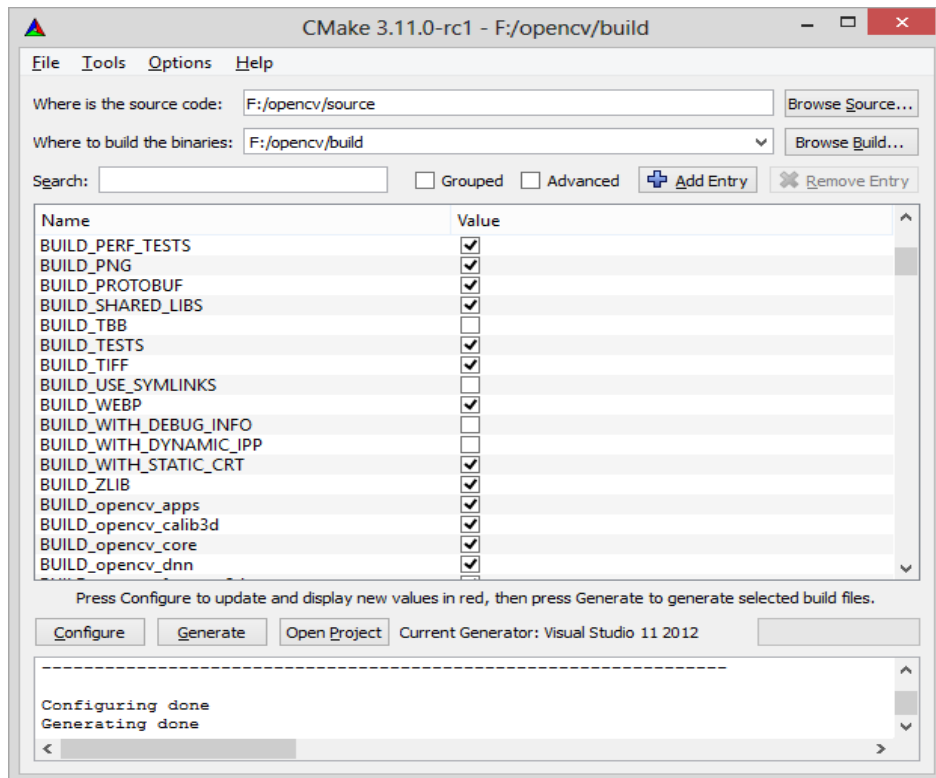 CMake 3.11.0-rc1 - F:/opencv/build
File Tools Options Help
Where is the source code: F:/opencv/source Browse Source...
Where to build the binaries: F:/opencv/build Browse Build...
Search: Grouped Advanced Add Entry Remove Entry
Name Value
BUILD_PERF_TESTS
BUILD_PNG
BUILD_PROTOBUF
BUILD_SHARED_LIBS
BUILD_TBB
BUILD_TESTS
BUILD_TIFF
BUILD_USE_SYMLINKS
BUILD_WEBP
BUILD_WITH_DEBUG_INFO
BUILD_WITH_DYNAMIC_IPP
BUILD_WITH_STATIC_CRT
BUILD_ZLIB
BUILD_opencv_apps
BUILD_opencv_calib3d
BUILD_opencv_core
BUILD_opencv_dnn
Press Configure to update and display new values in red, then press Generate to generate selected build files.
Configure Generate Open Project Current Generator: Visual Studio 11 2012
Configuring done
Generating done